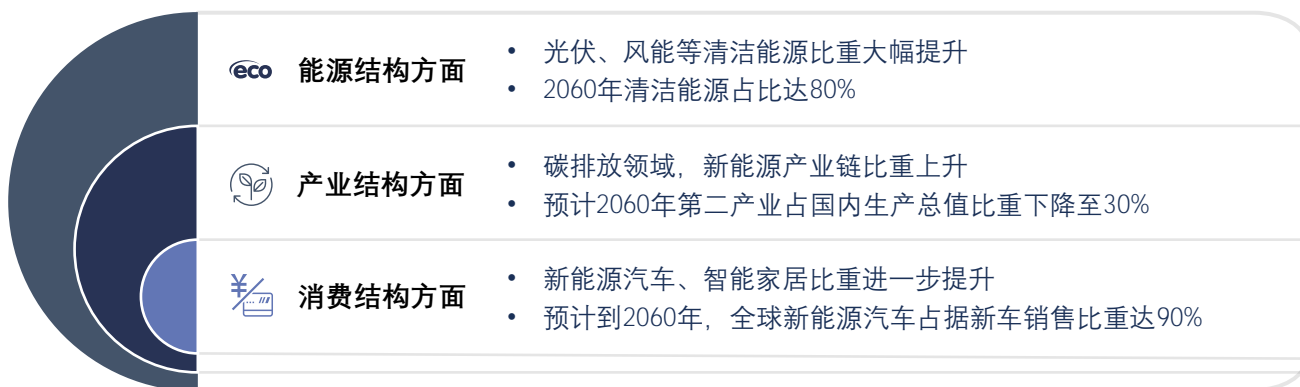 eco
能源结构方面
• 光伏、风能等清洁能源比重大幅提升
• 2060年清洁能源占比达80%
产业结构方面
• 碳排放领域，新能源产业链比重上升
• 预计2060年第二产业占国内生产总值比重下降至30%
¥
消费结构方面
• 新能源汽车、智能家居比重进一步提升
• 预计到2060年，全球新能源汽车占据新车销售比重达90%